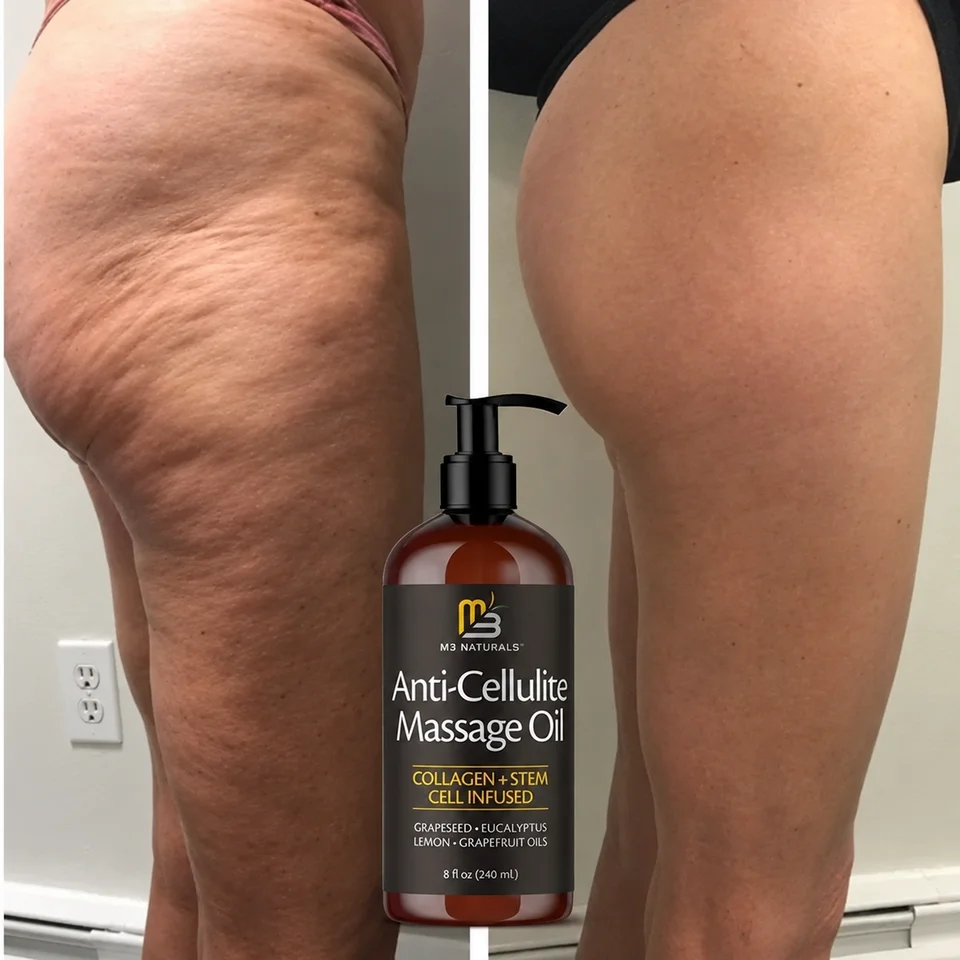 M3
M3 NATURALS™
Anti-Cellulite
Massage Oil
COLLAGEN + STEM
CELL INFUSED
GRAPESEED • EUCALYPTUS
LEMON • GRAPEFRUIT OILS
8 fl oz (240 mL)